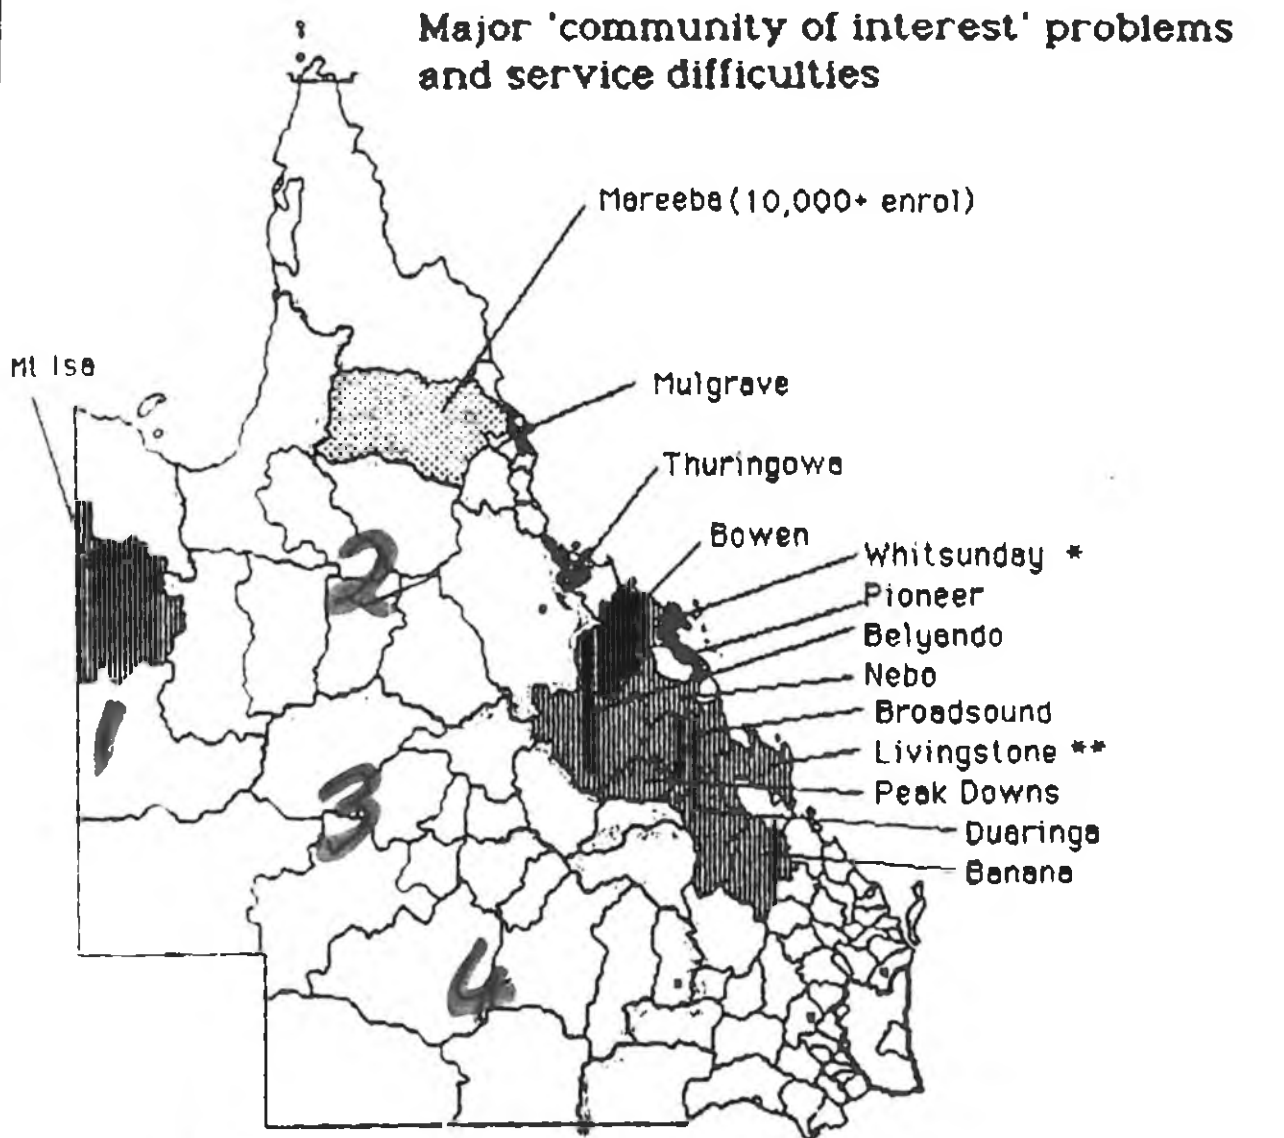 Major 'community of interest' problems
and service difficulties
Mareeba (10,000+ enrol)
Mt Isa
Mulgrave
Thuringowa
Bowen
Whitsunday *
Pioneer
Belyando
Nebo
Broadsound
Livingstone **
Peak Downs
Duaringa
Banana
1
2
3
4